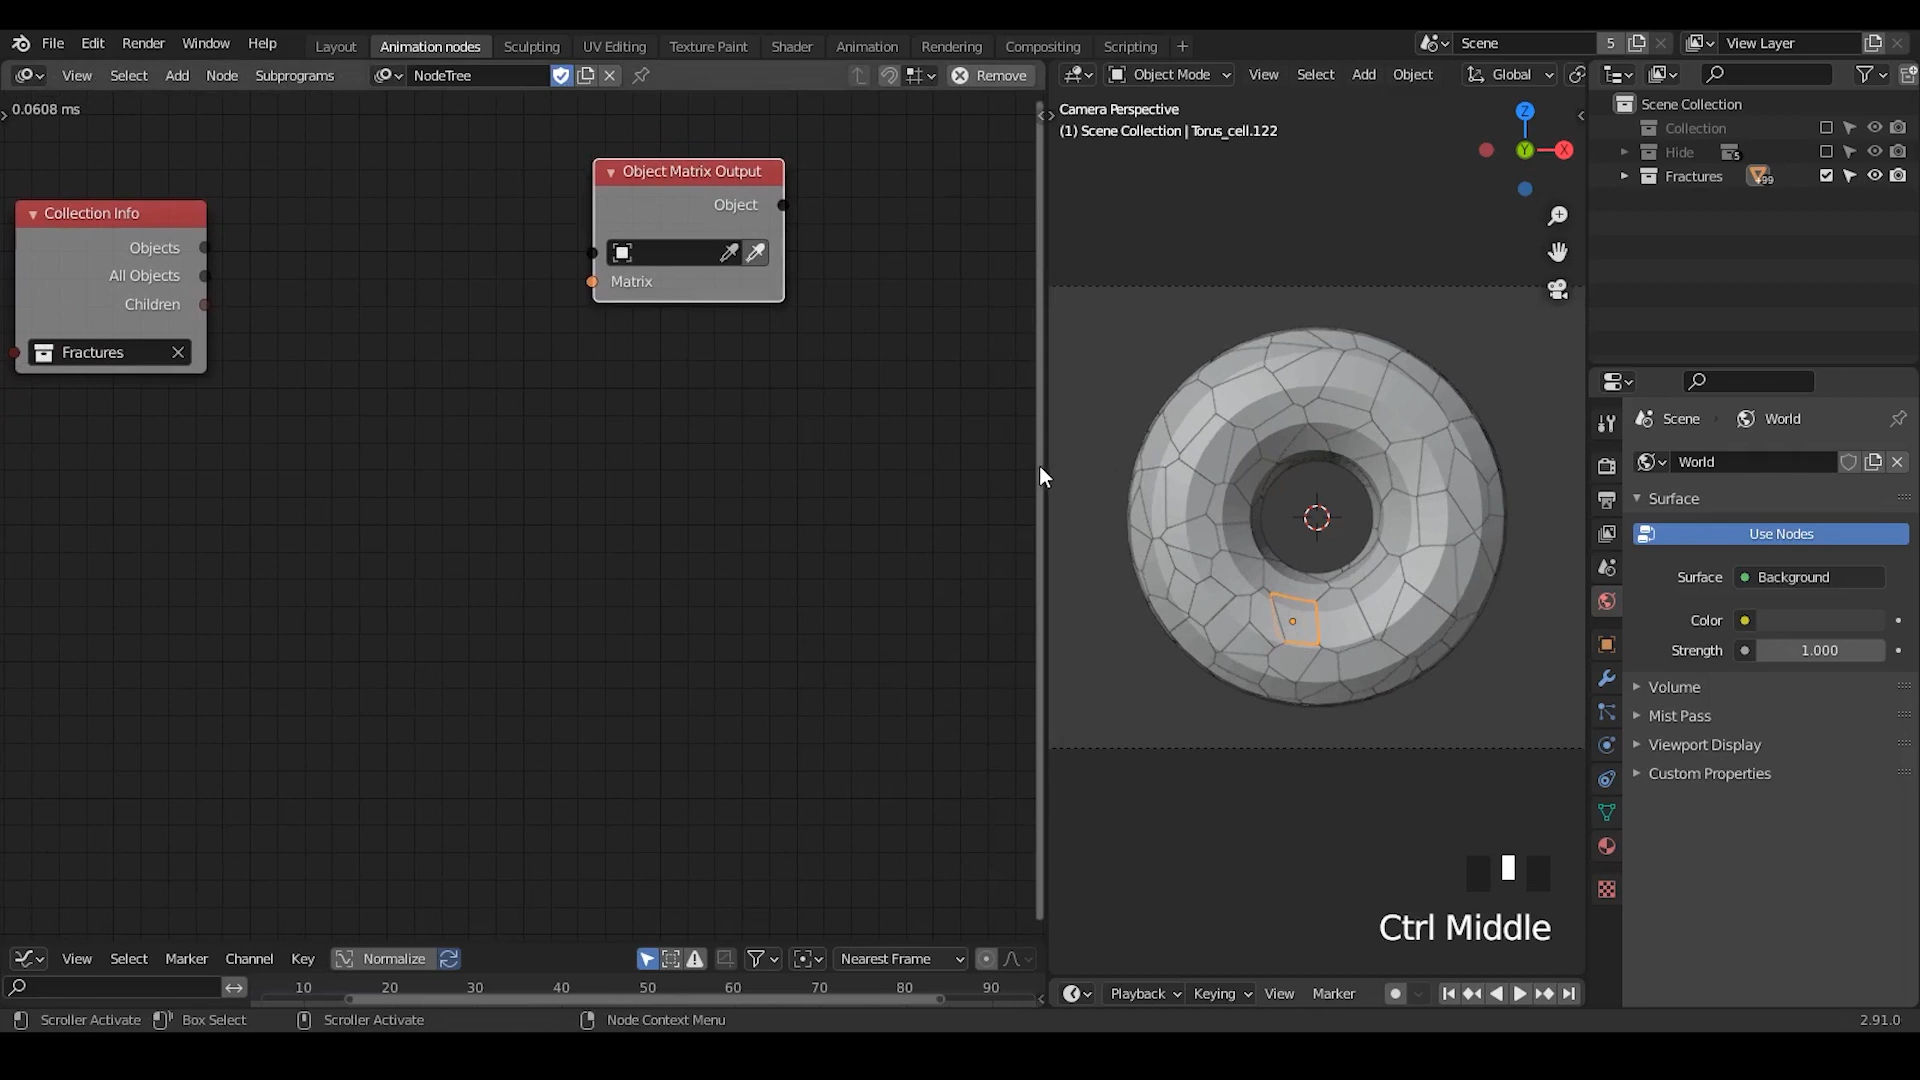 File Edit Render Window Help Layout Animation nodes Sculpting UV Editing Texture Paint Shader Animation Rendering Compositing Scripting + Scene 5 View Layer
View Select Add Node Subprograms NodeTree Remove Object Mode View Select Add Object Global
0.0608 ms
Camera Perspective
(1) Scene Collection | Torus_cell.122
Z
Y
X
Scene Collection
Collection
Hide 5
Fractures +99
Object Matrix Output
Object
Matrix
Collection Info
Objects
All Objects
Children
Fractures
Scene World
World
Surface
Use Nodes
Surface Background
Color
Strength 1.000
Volume
Mist Pass
Viewport Display
Custom Properties
Ctrl Middle
View Select Marker Channel Key Normalize Nearest Frame
10 20 30 40 50 60 70 80 90
Playback Keying View Marker
Scroller Activate Box Select Scroller Activate Node Context Menu 2.91.0